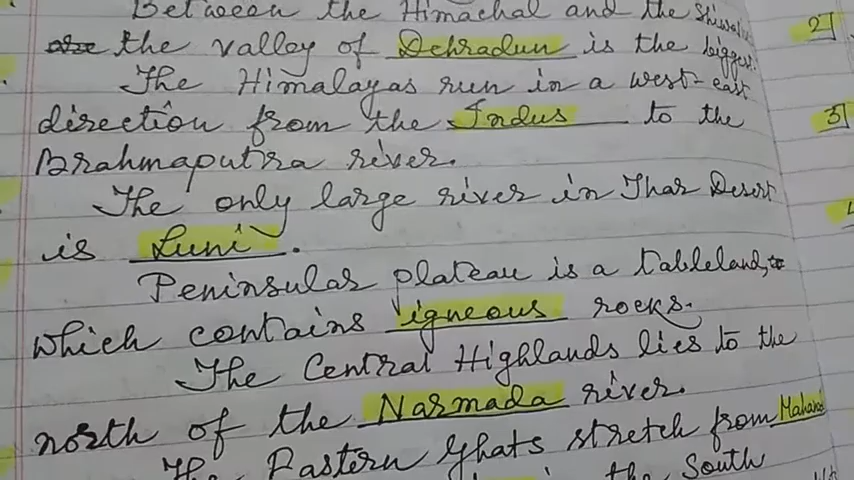 Between the Himachal and the Shiwalik
the valley of Dehradun is the biggest.
The Himalayas run in a west-east
direction from the Indus to the
Brahmaputra river.
The only large river in Thar Desert
is Luni.
Peninsular plateau is a tableland,
which contains igneous rocks.
The Central Highlands lies to the
north of the Narmada river.
The Eastern Ghats stretch from Mahanadi
the South
2]
3]